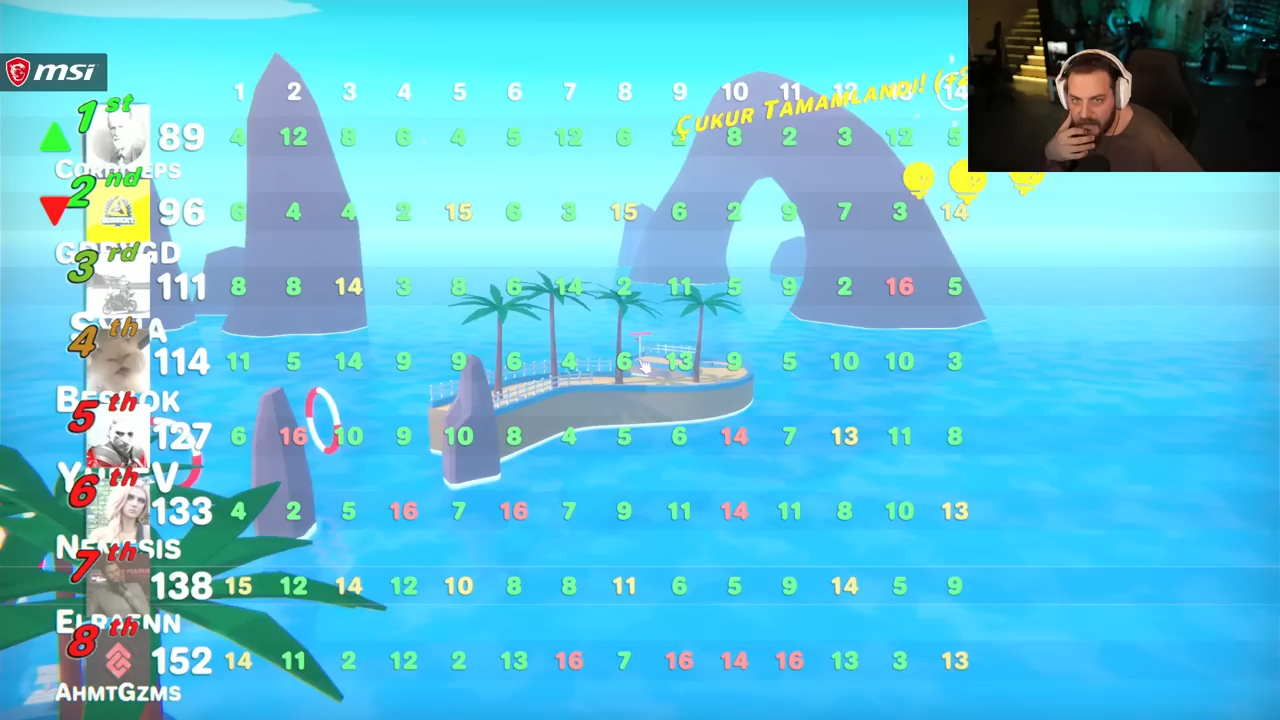 msi
1 2 3 4 5 6 7 8 9 10 11 12 13 14
ÇUKUR TAMAMLANDI! (+2
1st 89 4 12 8 6 4 5 12 6 8 2 3 12 5
2nd 96 6 4 4 2 15 6 3 15 6 2 9 7 3 14
3rd 111 8 8 14 3 8 6 14 2 11 5 9 2 16 5
4th 114 11 5 14 9 9 6 4 6 13 9 5 10 10 3
5th 127 6 16 10 9 10 8 4 5 6 14 7 13 11 8
6th 133 4 2 5 16 7 16 7 9 11 14 11 8 10 13
NEMESIS
7th 138 15 12 14 12 10 8 8 11 6 5 9 14 5 9
8th 152 14 11 2 12 2 13 16 7 16 14 16 13 3 13
AHMTGZMS